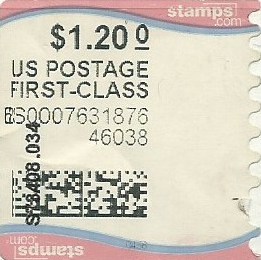 stamps
.com
$1.20 0
US POSTAGE
FIRST-CLASS
0007631876
46038
stamps
.com